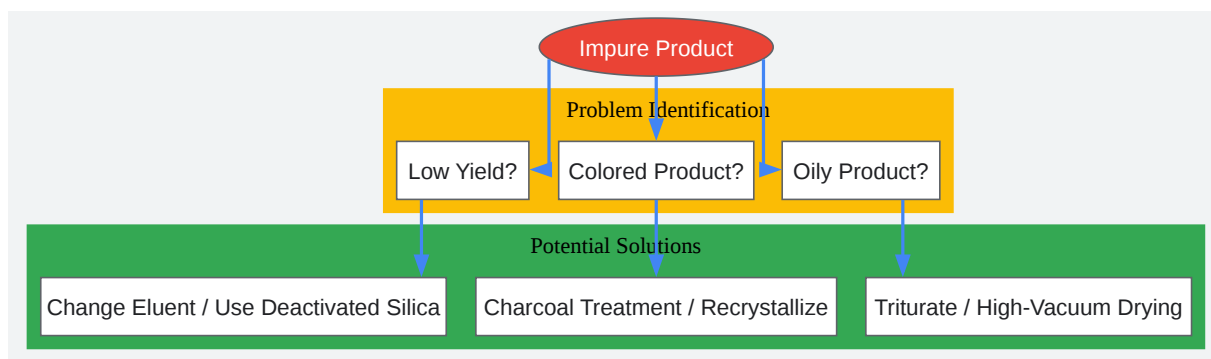 Impure Product
Problem Identification
Low Yield?
Colored Product?
Oily Product?
Potential Solutions
Change Eluent / Use Deactivated Silica
Charcoal Treatment / Recrystallize
Triturate / High-Vacuum Drying